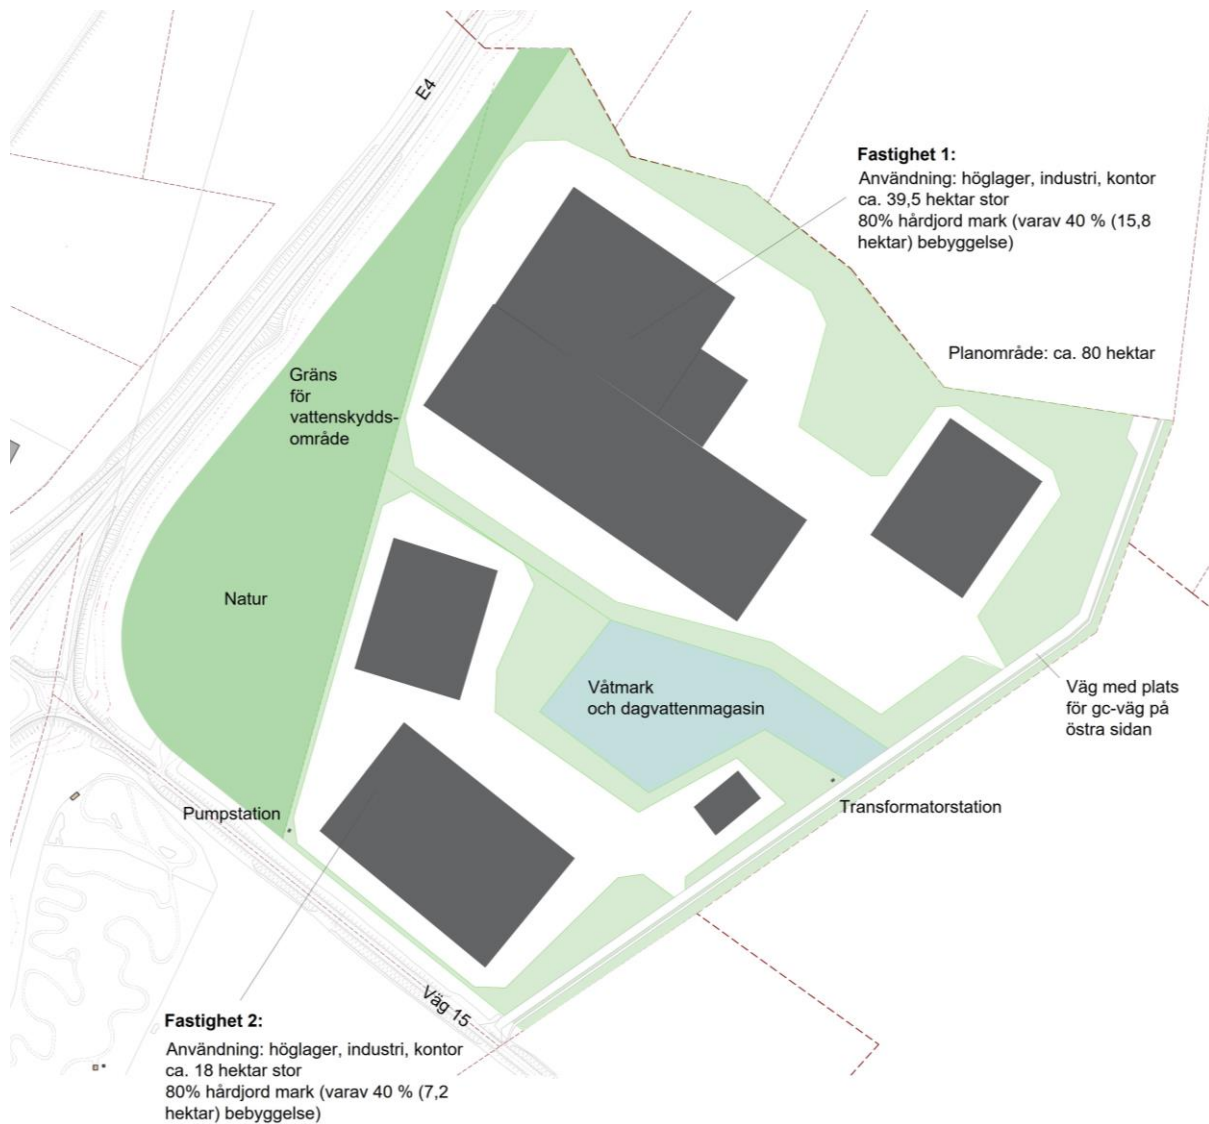 E4
Fastighet 1:
Användning: höglager, industri, kontor
ca. 39,5 hektar stor
80% hårdjord mark (varav 40 % (15,8
hektar) bebyggelse)
Planområde: ca. 80 hektar
Gräns
för
vattenskydds-
område
Natur
Våtmark
och dagvattenmagasin
Väg med plats
för gc-väg på
östra sidan
Pumpstation
Transformatorstation
Väg 15
Fastighet 2:
Användning: höglager, industri, kontor
ca. 18 hektar stor
80% hårdjord mark (varav 40 % (7,2
hektar) bebyggelse)